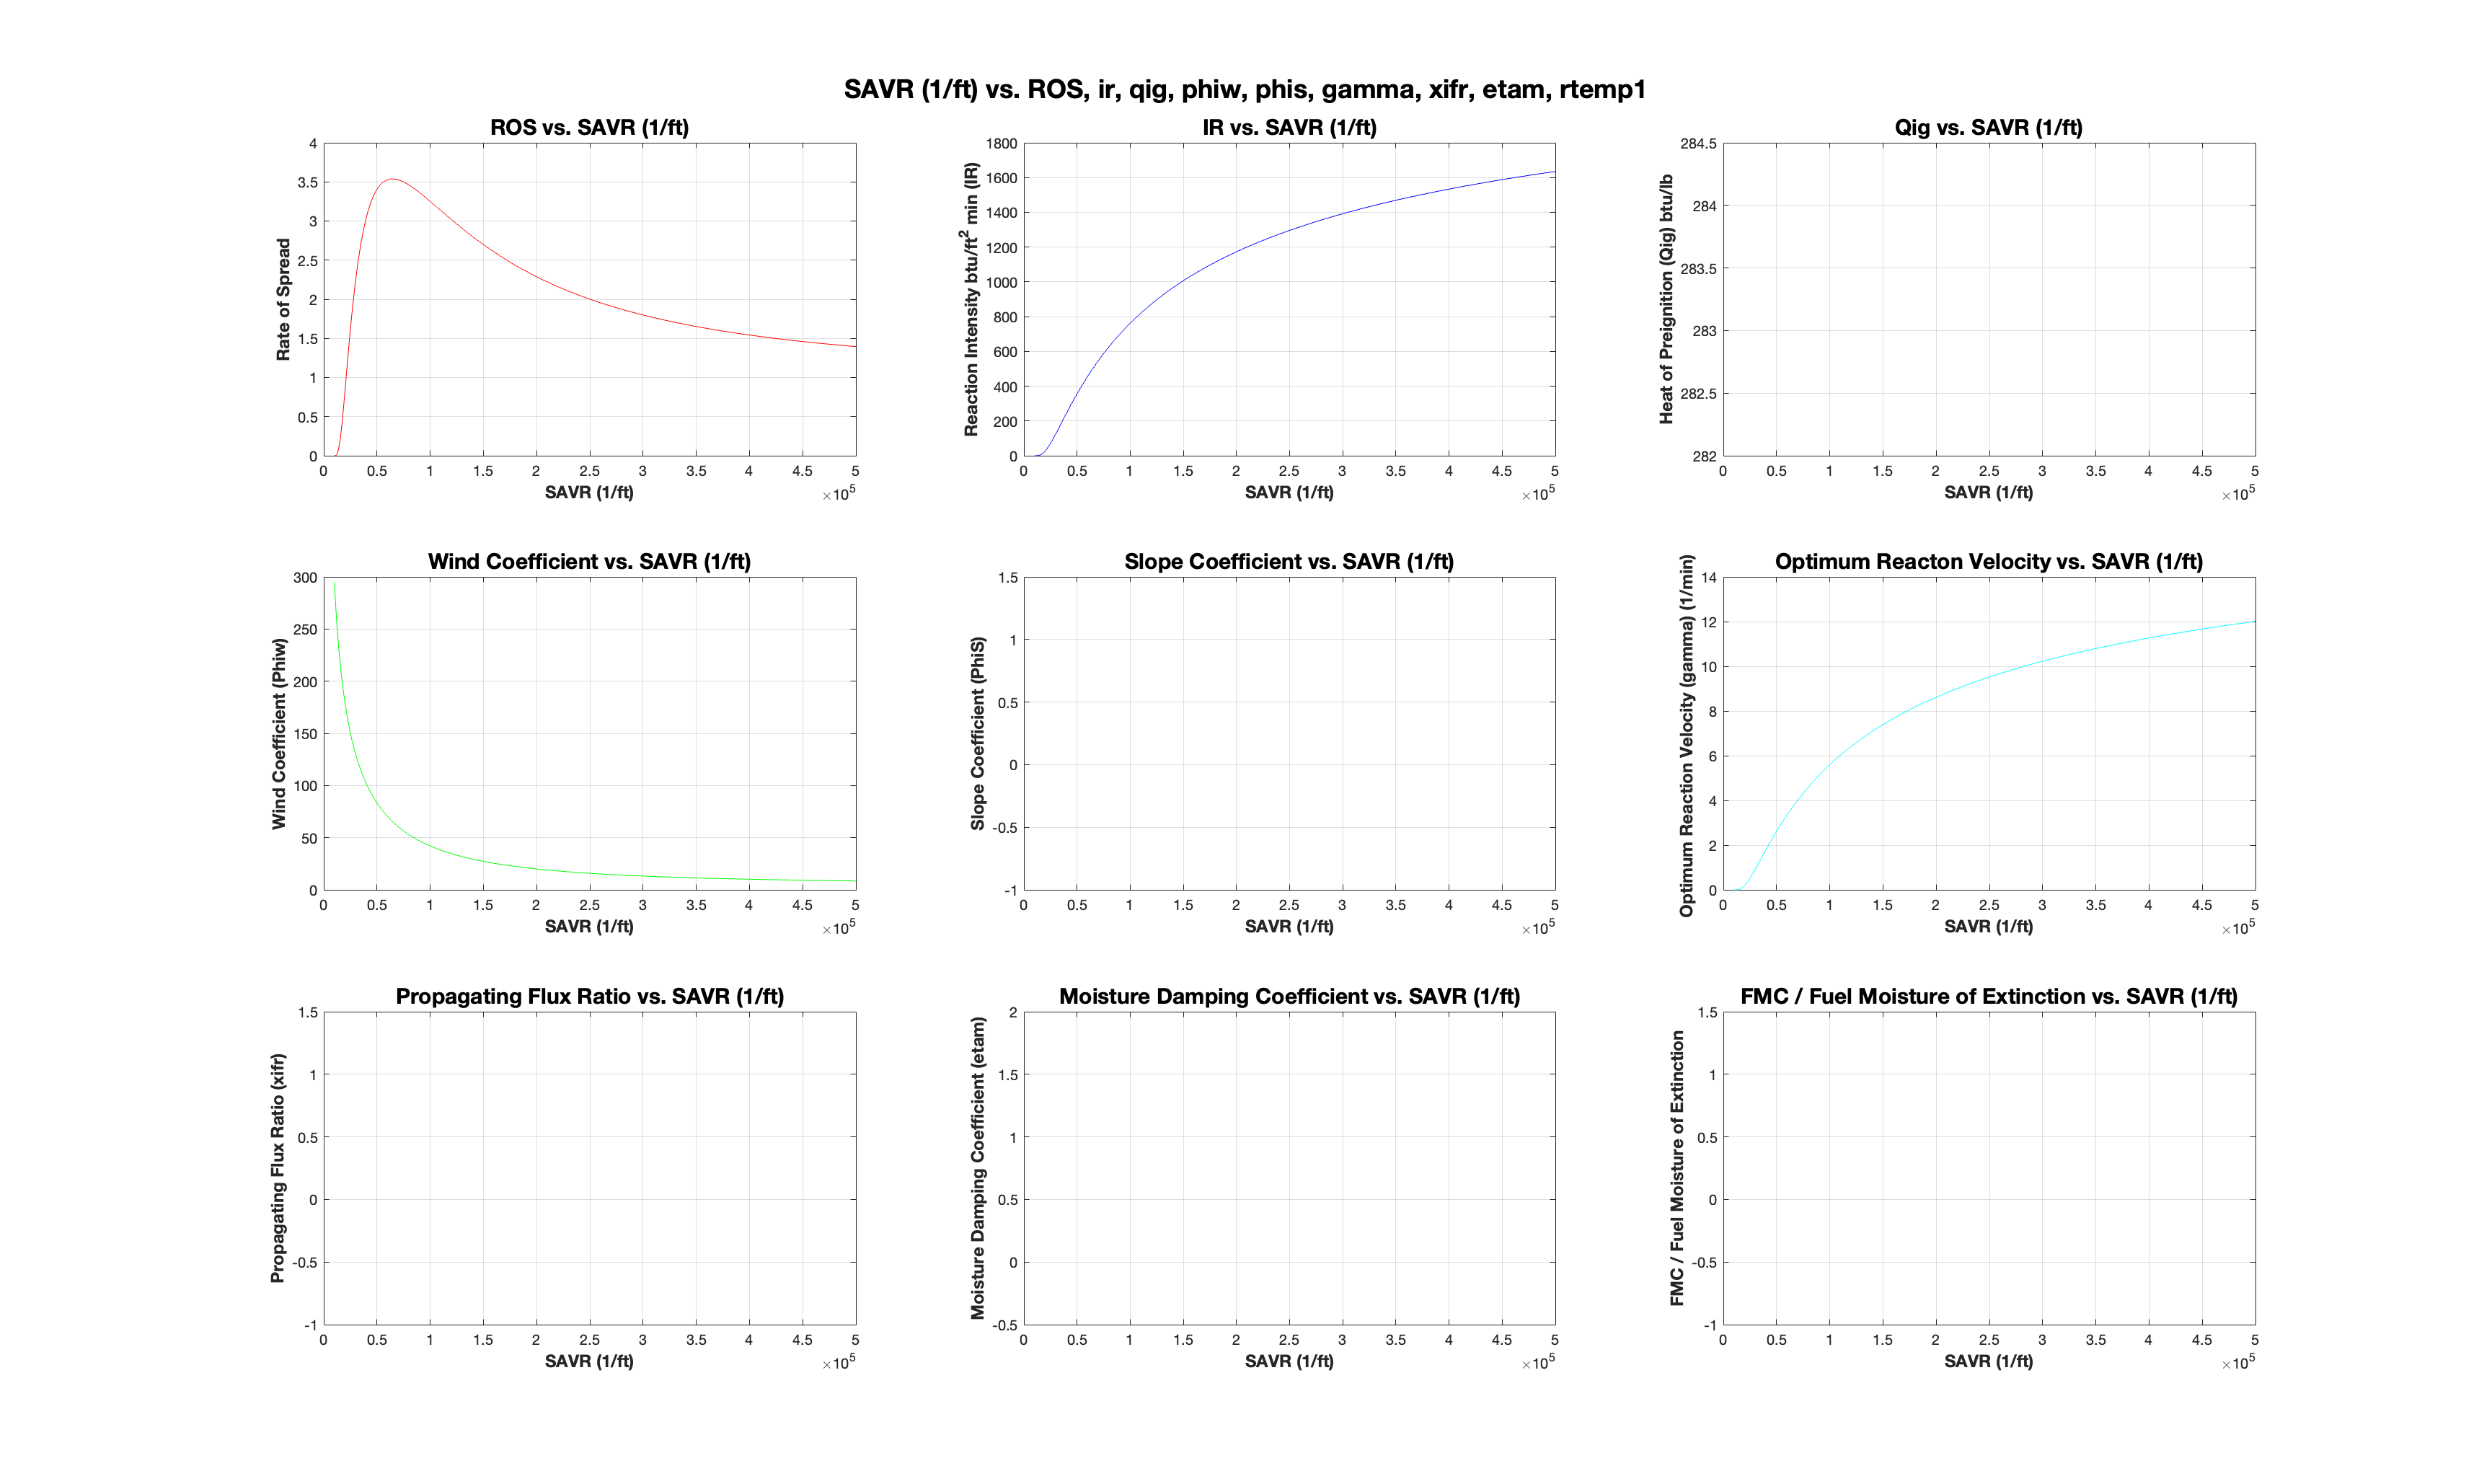 SAVR (1/ft) vs. ROS, ir, qig, phiw, phis, gamma, xifr, etam, rtemp1
ROS vs. SAVR (1/ft)
Rate of Spread
4
3.5
3
2.5
2
1.5
1
0.5
0
0 0.5 1 1.5 2 2.5 3 3.5 4 4.5 5
SAVR (1/ft)
×10⁵
IR vs. SAVR (1/ft)
Reaction Intensity btu/ft² min (IR)
1800
1600
1400
1200
1000
800
600
400
200
0
0 0.5 1 1.5 2 2.5 3 3.5 4 4.5 5
SAVR (1/ft)
×10⁵
Qig vs. SAVR (1/ft)
Heat of Preignition (Qig) btu/lb
284.5
284
283.5
283
282.5
282
0 0.5 1 1.5 2 2.5 3 3.5 4 4.5 5
SAVR (1/ft)
×10⁵
Wind Coefficient vs. SAVR (1/ft)
Wind Coefficient (Phiw)
300
250
200
150
100
50
0
0 0.5 1 1.5 2 2.5 3 3.5 4 4.5 5
SAVR (1/ft)
×10⁵
Slope Coefficient vs. SAVR (1/ft)
Slope Coefficient (PhiS)
1.5
1
0.5
0
-0.5
-1
0 0.5 1 1.5 2 2.5 3 3.5 4 4.5 5
SAVR (1/ft)
×10⁵
Optimum Reacton Velocity vs. SAVR (1/ft)
Optimum Reaction Velocity (gamma) (1/min)
14
12
10
8
6
4
2
0
0 0.5 1 1.5 2 2.5 3 3.5 4 4.5 5
SAVR (1/ft)
×10⁵
Propagating Flux Ratio vs. SAVR (1/ft)
Propagating Flux Ratio (xifr)
1.5
1
0.5
0
-0.5
-1
0 0.5 1 1.5 2 2.5 3 3.5 4 4.5 5
SAVR (1/ft)
×10⁵
Moisture Damping Coefficient vs. SAVR (1/ft)
Moisture Damping Coefficient (etam)
2
1.5
1
0.5
0
-0.5
0 0.5 1 1.5 2 2.5 3 3.5 4 4.5 5
SAVR (1/ft)
×10⁵
FMC / Fuel Moisture of Extinction vs. SAVR (1/ft)
FMC / Fuel Moisture of Extinction
1.5
1
0.5
0
-0.5
-1
0 0.5 1 1.5 2 2.5 3 3.5 4 4.5 5
SAVR (1/ft)
×10⁵